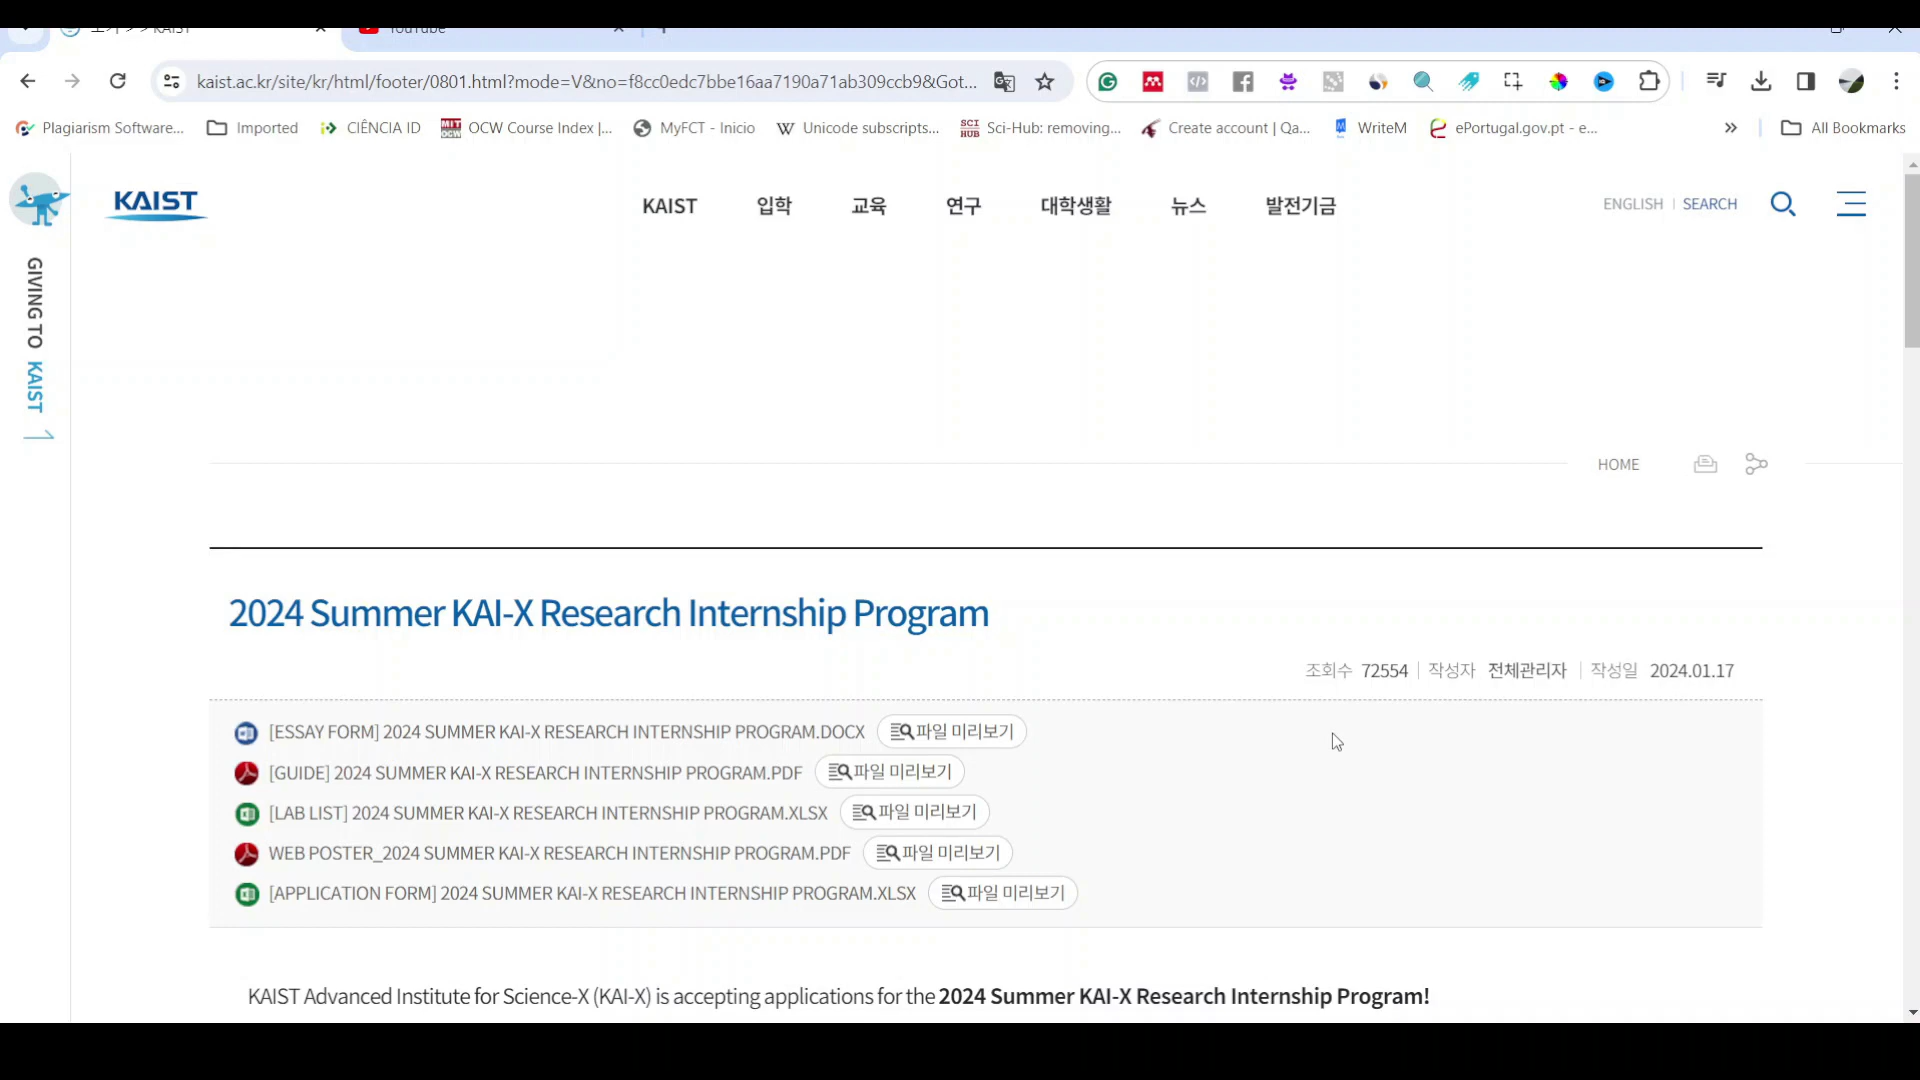 YouTube
kaist.ac.kr/site/kr/html/footer/0801.html?mode=V&no=f8cc0edc7bbe16aa7190a71ab309ccb9&Got...
Plagiarism Software... Imported CIÊNCIA ID OCW Course Index |... MyFCT - Inicio Unicode subscripts... Sci-Hub: removing... Create account | Qa... WriteM ePortugal.gov.pt - e... » All Bookmarks
KAIST KAIST 입학 교육 연구 대학생활 뉴스 발전기금 ENGLISH | SEARCH
GIVING TO KAIST
HOME
2024 Summer KAI-X Research Internship Program
조회수 72554 | 작성자 전체관리자 | 작성일 2024.01.17
[ESSAY FORM] 2024 SUMMER KAI-X RESEARCH INTERNSHIP PROGRAM.DOCX 파일 미리보기
[GUIDE] 2024 SUMMER KAI-X RESEARCH INTERNSHIP PROGRAM.PDF 파일 미리보기
[LAB LIST] 2024 SUMMER KAI-X RESEARCH INTERNSHIP PROGRAM.XLSX 파일 미리보기
WEB POSTER_2024 SUMMER KAI-X RESEARCH INTERNSHIP PROGRAM.PDF 파일 미리보기
[APPLICATION FORM] 2024 SUMMER KAI-X RESEARCH INTERNSHIP PROGRAM.XLSX 파일 미리보기
KAIST Advanced Institute for Science-X (KAI-X) is accepting applications for the 2024 Summer KAI-X Research Internship Program!